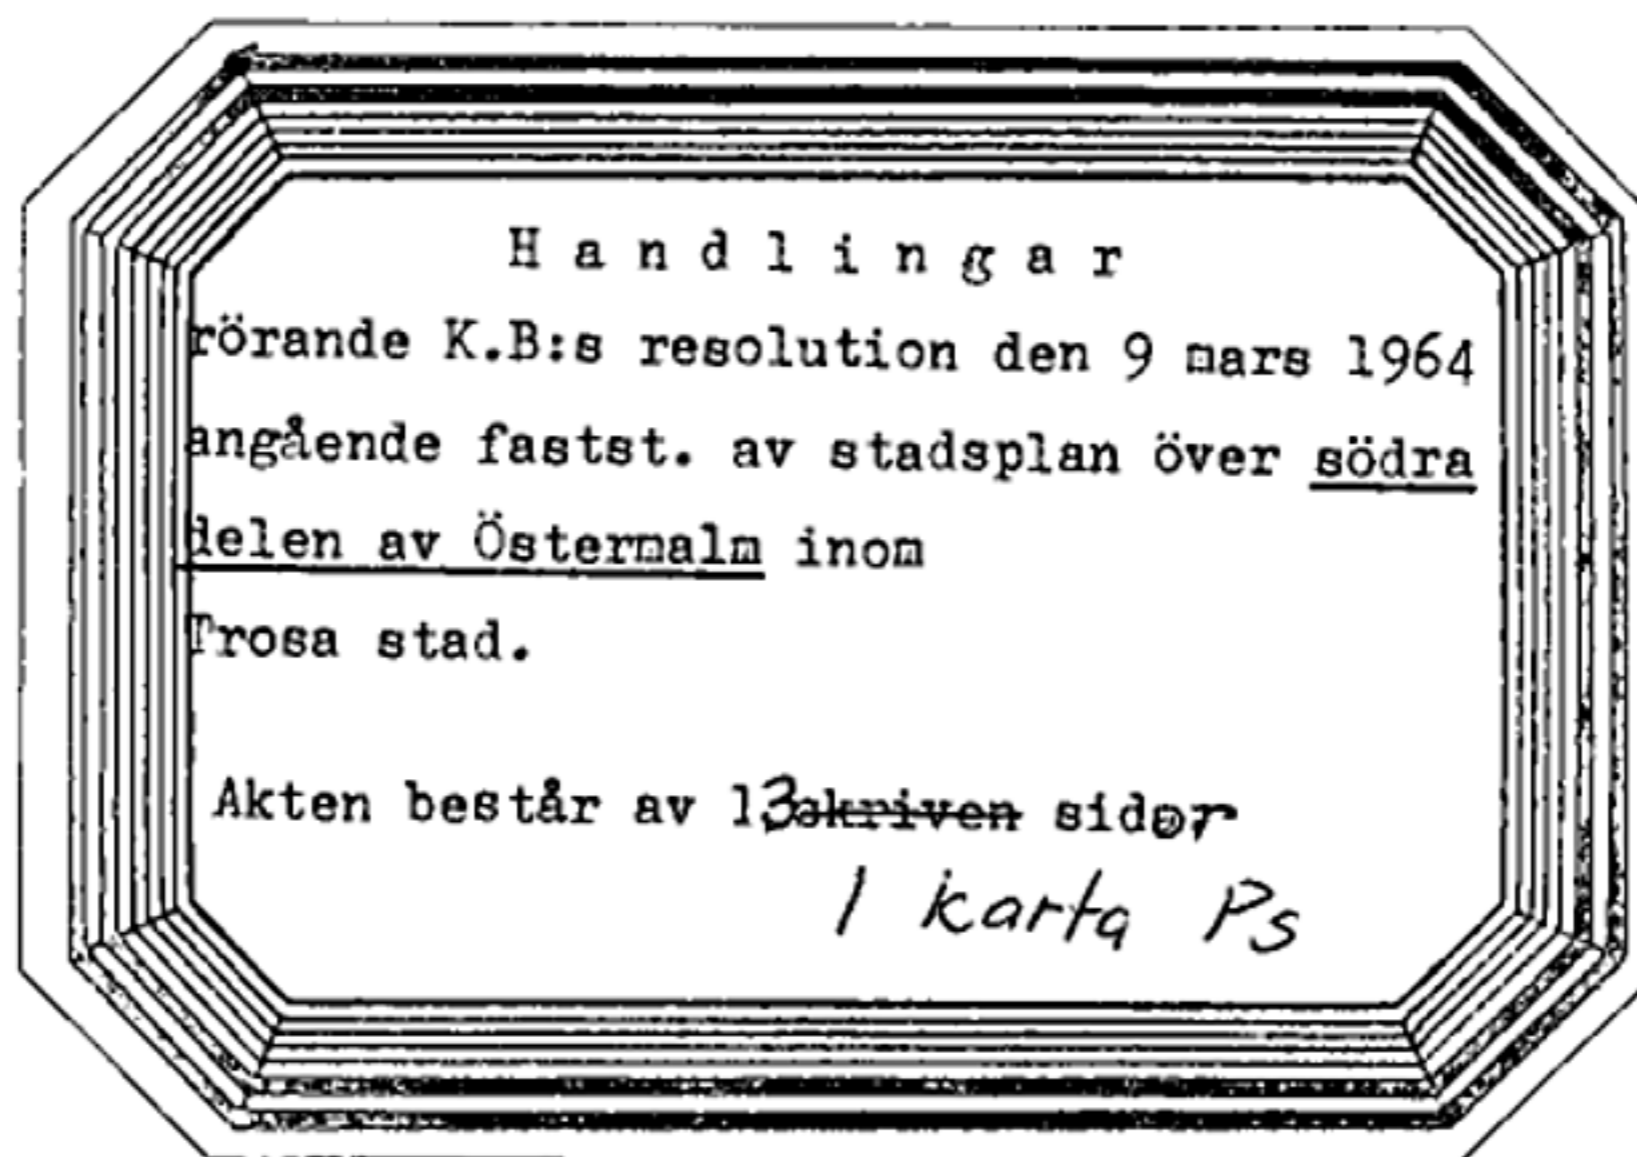 Handlingar
rörande K.B:s resolution den 9 mars 1964
angående fastst. av stadsplan över södra
delen av Östermalm inom
Trosa stad.
Akten består av 13 skriven sidor
1 karta Ps